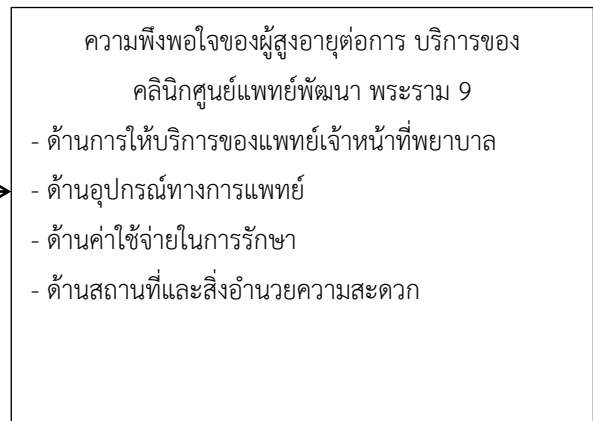 ความพึงพอใจของผู้สูงอายุต่อการ บริการของ
คลินิกศูนย์แพทย์พัฒนา พระราม 9
- ด้านการให้บริการของแพทย์เจ้าหน้าที่พยาบาล
- ด้านอุปกรณ์ทางการแพทย์
- ด้านค่าใช้จ่ายในการรักษา
- ด้านสถานที่และสิ่งอำนวยความสะดวก